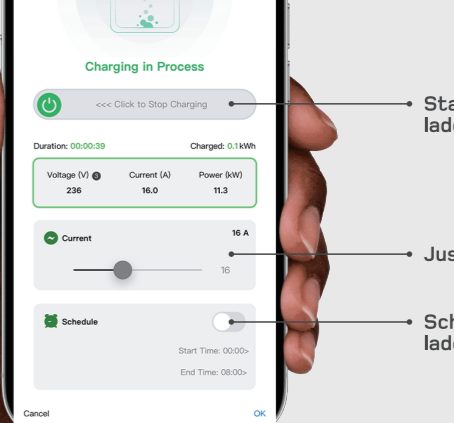 Charging in Process
<<< Click to Stop Charging
Duration: 00:00:39 Charged: 0.1 kWh
Voltage (V) 3 Current (A) Power (kW)
236 16.0 11.3
Current 16 A
16
Schedule
Start Time: 00:00>
End Time: 08:00>
Cancel OK